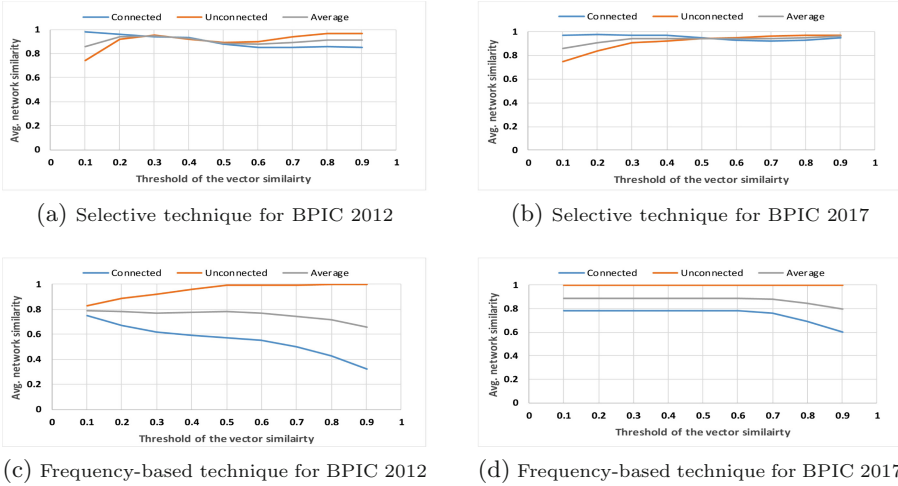 Connected Unconnected Average
Avg. network similarity
1
0.8
0.6
0.4
0.2
0
0 0.1 0.2 0.3 0.4 0.5 0.6 0.7 0.8 0.9 1
Threshold of the vector similairty
(a) Selective technique for BPIC 2012
Connected Unconnected Average
Avg. network similarity
1
0.8
0.6
0.4
0.2
0
0 0.1 0.2 0.3 0.4 0.5 0.6 0.7 0.8 0.9 1
Threshold of the vector similairty
(b) Selective technique for BPIC 2017
Connected Unconnected Average
Avg. network similarity
1
0.8
0.6
0.4
0.2
0
0 0.1 0.2 0.3 0.4 0.5 0.6 0.7 0.8 0.9 1
Threshold of the vector similairty
(c) Frequency-based technique for BPIC 2012
Connected Unconnected Average
Avg. network similarity
1
0.8
0.6
0.4
0.2
0
0 0.1 0.2 0.3 0.4 0.5 0.6 0.7 0.8 0.9 1
Threshold of the vector similairty
(d) Frequency-based technique for BPIC 2017